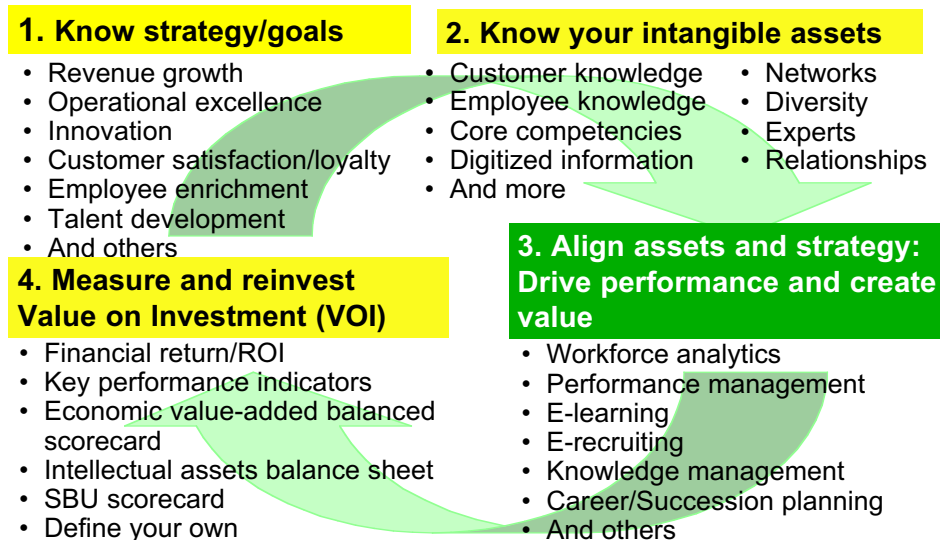 1. Know strategy/goals
• Revenue growth
• Operational excellence
• Innovation
• Customer satisfaction/loyalty
• Employee enrichment
• Talent development
• And others
2. Know your intangible assets
• Customer knowledge
• Employee knowledge
• Core competencies
• Digitized information
• And more
• Networks
• Diversity
• Experts
• Relationships
3. Align assets and strategy:
Drive performance and create
value
• Workforce analytics
• Performance management
• E-learning
• E-recruiting
• Knowledge management
• Career/Succession planning
• And others
4. Measure and reinvest
Value on Investment (VOI)
• Financial return/ROI
• Key performance indicators
• Economic value-added balanced
scorecard
• Intellectual assets balance sheet
• SBU scorecard
• Define your own